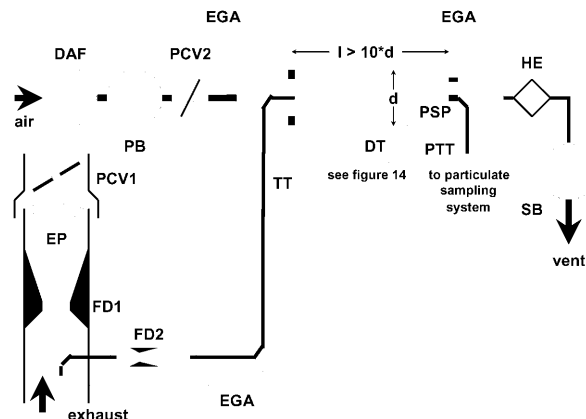 EGA
EGA
l > 10*d
DAF
PCV2
HE
air
d
PSP
PB
DT
PTT
PCV1
TT
see figure 14
to particulate
sampling
system
SB
EP
vent
FD1
FD2
EGA
exhaust